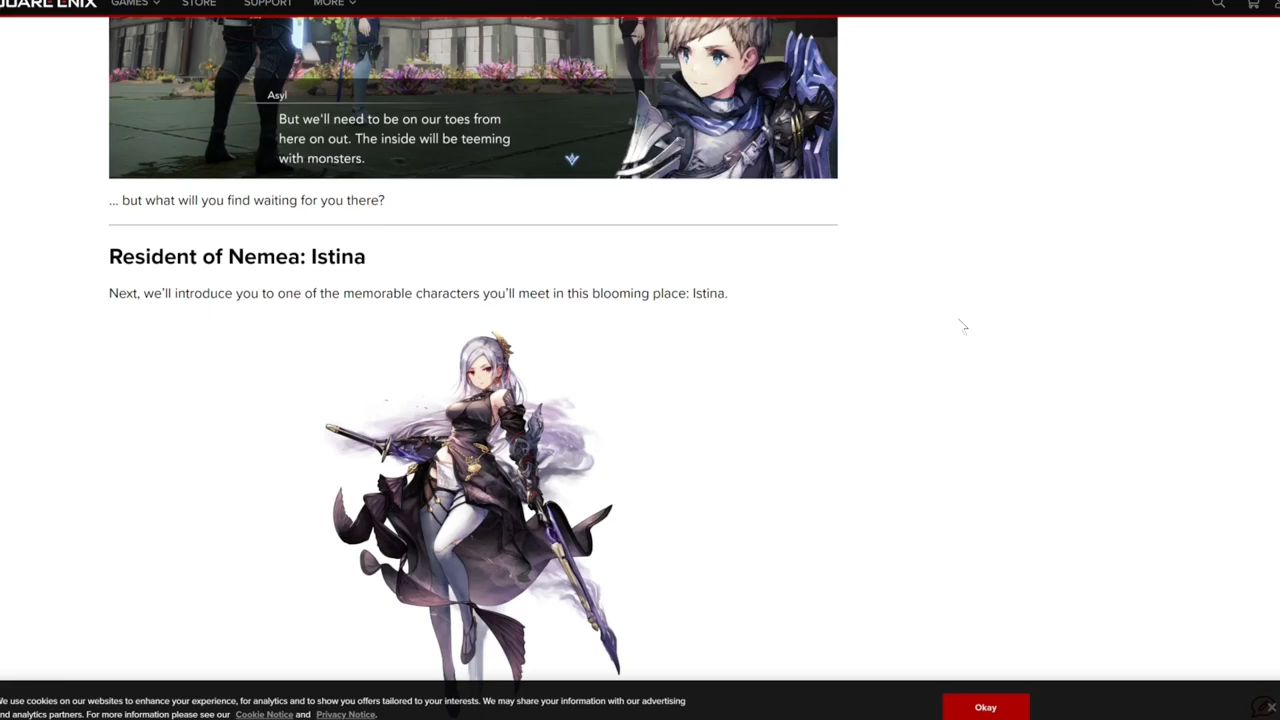 QUARE ENIX GAMES STORE SUPPORT MORE
Asyl
But we'll need to be on our toes from
here on out. The inside will be teeming
with monsters.
... but what will you find waiting for you there?
Resident of Nemea: Istina
Next, we'll introduce you to one of the memorable characters you'll meet in this blooming place: Istina.
We use cookies on our websites to enhance your experience, for analytics and to show you offers tailored to your interests. We may share your information with our advertising
and analytics partners. For more information please see our Cookie Notice and Privacy Notice.
Okay